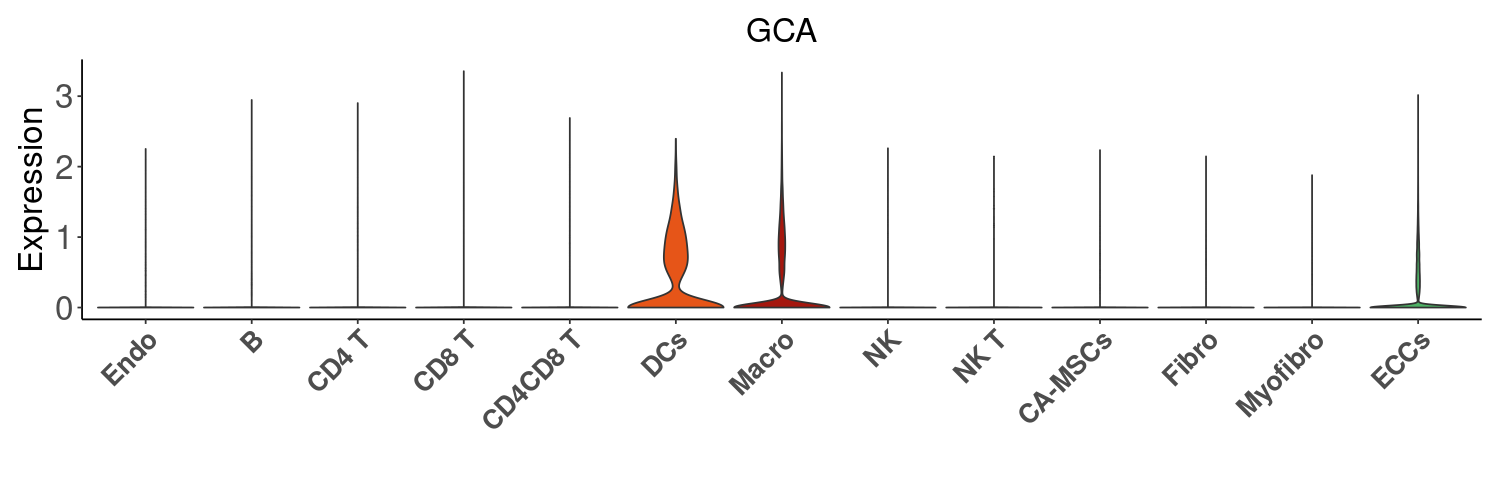 GCA
Expression
3
2
1
0
Endo
B
CD4 T
CD8 T
CD4CD8 T
DCs
Macro
NK
NK T
CA-MSCs
Fibro
Myofibro
ECCs